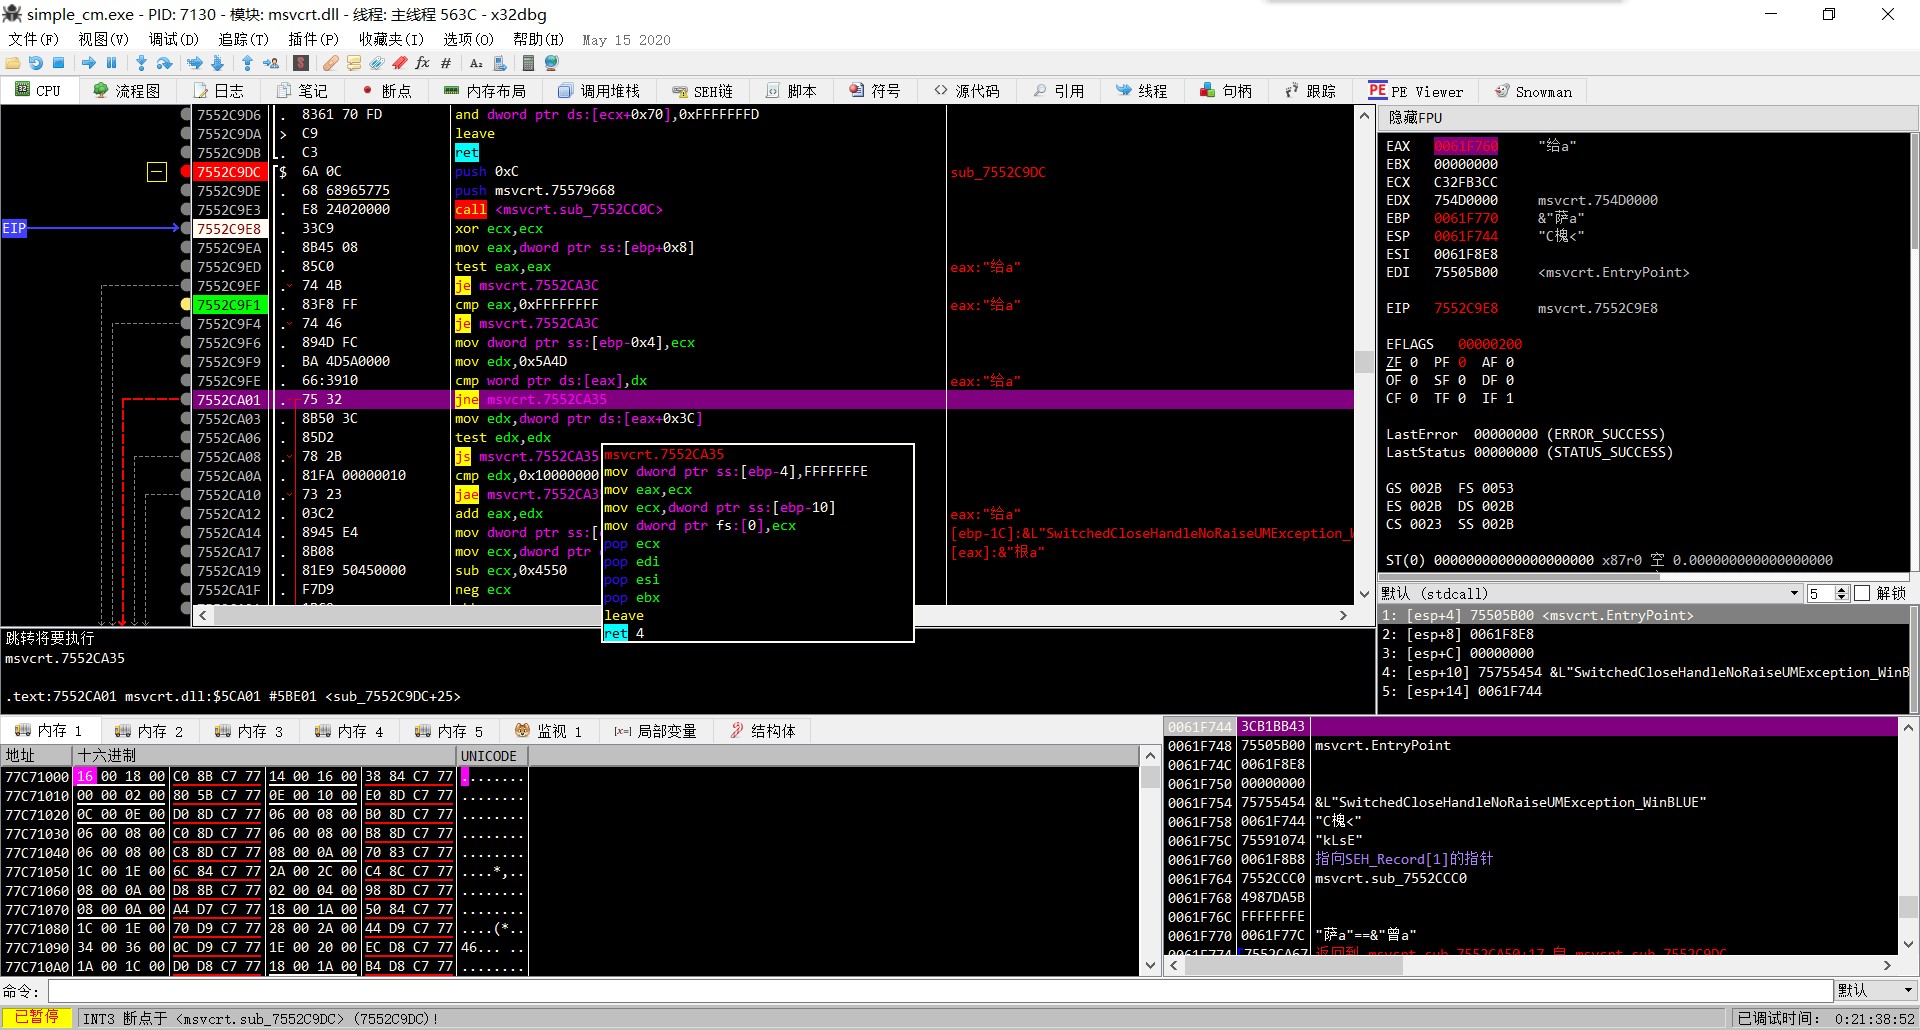 simple_cm.exe - PID: 7130 - 模块: msvcrt.dll - 线程: 主线程 563C - x32dbg
文件(F) 视图(V) 调试(D) 追踪(T) 插件(P) 收藏夹(I) 选项(O) 帮助(H) May 15 2020
CPU 流程图 日志 笔记 断点 内存布局 调用堆栈 SEH链 脚本 符号 源代码 引用 线程 句柄 跟踪 PE Viewer Snowman
7552C9D6 . 8361 70 FD and dword ptr ds:[ecx+0x70],0xFFFFFFFD
7552C9DA > C9 leave
7552C9DB . C3 ret
7552C9DC $ 6A 0C push 0xC sub_7552C9DC
7552C9DE . 68 68965775 push msvcrt.75579668
7552C9E3 . E8 24020000 call <msvcrt.sub_7552CC0C>
EIP 7552C9E8 . 33C9 xor ecx,ecx
7552C9EA . 8B45 08 mov eax,dword ptr ss:[ebp+0x8]
7552C9ED . 85C0 test eax,eax eax:"给a"
7552C9EF . 74 4B je msvcrt.7552CA3C
7552C9F1 . 83F8 FF cmp eax,0xFFFFFFFF eax:"给a"
7552C9F4 . 74 46 je msvcrt.7552CA3C
7552C9F6 . 894D FC mov dword ptr ss:[ebp-0x4],ecx
7552C9F9 . BA 4D5A0000 mov edx,0x5A4D
7552C9FE . 66:3910 cmp word ptr ds:[eax],dx eax:"给a"
7552CA01 . 75 32 jne msvcrt.7552CA35
7552CA03 . 8B50 3C mov edx,dword ptr ds:[eax+0x3C]
7552CA06 . 85D2 test edx,edx
7552CA08 . 78 2B js msvcrt.7552CA35
7552CA0A . 81FA 00000010 cmp edx,0x10000000
7552CA10 . 73 23 jae msvcrt.7552CA3
7552CA12 . 03C2 add eax,edx eax:"给a"
7552CA14 . 8945 E4 mov dword ptr ss:[ [ebp-1C]:&L"SwitchedCloseHandleNoRaiseUMException_W
7552CA17 . 8B08 mov ecx,dword ptr [eax]:&"根a"
7552CA19 . 81E9 50450000 sub ecx,0x4550
7552CA1F . F7D9 neg ecx
msvcrt.7552CA35
mov dword ptr ss:[ebp-4],FFFFFFFE
mov eax,ecx
mov ecx,dword ptr ss:[ebp-10]
mov dword ptr fs:[0],ecx
pop ecx
pop edi
pop esi
pop ebx
leave
ret 4
隐藏FPU
EAX 0061F760 "给a"
EBX 00000000
ECX C32FB3CC
EDX 754D0000 msvcrt.754D0000
EBP 0061F770 &"萨a"
ESP 0061F744 "C槐<"
ESI 0061F8E8
EDI 75505B00 <msvcrt.EntryPoint>
EIP 7552C9E8 msvcrt.7552C9E8
EFLAGS 00000200
ZF 0 PF 0 AF 0
OF 0 SF 0 DF 0
CF 0 TF 0 IF 1
LastError 00000000 (ERROR_SUCCESS)
LastStatus 00000000 (STATUS_SUCCESS)
GS 002B FS 0053
ES 002B DS 002B
CS 0023 SS 002B
ST(0) 00000000000000000000 x87r0 空 0.000000000000000000
默认 (stdcall) 5 解锁
1: [esp+4] 75505B00 <msvcrt.EntryPoint>
2: [esp+8] 0061F8E8
3: [esp+C] 00000000
4: [esp+10] 75755454 &L"SwitchedCloseHandleNoRaiseUMException_WinB
5: [esp+14] 0061F744
跳转将要执行
msvcrt.7552CA35
.text:7552CA01 msvcrt.dll:$5CA01 #5BE01 <sub_7552C9DC+25>
内存 1 内存 2 内存 3 内存 4 内存 5 监视 1 [x=] 局部变量 结构体
地址 十六进制 UNICODE
77C71000 16 00 18 00 C0 8B C7 77 14 00 16 00 38 84 C7 77 ........
77C71010 00 00 02 00 80 5B C7 77 0E 00 10 00 E0 8D C7 77 ........
77C71020 0C 00 0E 00 D0 8D C7 77 06 00 08 00 B0 8D C7 77 ........
77C71030 06 00 08 00 C0 8D C7 77 06 00 08 00 B8 8D C7 77 ........
77C71040 06 00 08 00 C8 8D C7 77 08 00 0A 00 70 83 C7 77 ........
77C71050 1C 00 1E 00 6C 84 C7 77 2A 00 2C 00 C4 8C C7 77 ....*,..
77C71060 08 00 0A 00 D8 8B C7 77 02 00 04 00 98 8D C7 77 ........
77C71070 08 00 0A 00 A4 D7 C7 77 18 00 1A 00 50 84 C7 77 ........
77C71080 1C 00 1E 00 70 D9 C7 77 28 00 2A 00 44 D9 C7 77 ....(*..
77C71090 34 00 36 00 0C D9 C7 77 1E 00 20 00 EC D8 C7 77 46... ..
77C710A0 1A 00 1C 00 D0 D8 C7 77 18 00 1A 00 B4 D8 C7 77 ........
0061F744 3CB1BB43
0061F748 75505B00 msvcrt.EntryPoint
0061F74C 0061F8E8
0061F750 00000000
0061F754 75755454 &L"SwitchedCloseHandleNoRaiseUMException_WinBLUE"
0061F758 0061F744 "C槐<"
0061F75C 75591074 "kLsE"
0061F760 0061F8B8 指向SEH_Record[1]的指针
0061F764 7552CCC0 msvcrt.sub_7552CCC0
0061F768 4987DA5B
0061F76C FFFFFFFE
0061F770 0061F77C "萨a"==&"曾a"
0061F774 7552CA67 返回到 msvcrt.sub_7552CA50+17 自 msvcrt.sub_7552C9DC
命令: 默认
已暂停 INT3 断点于 <msvcrt.sub_7552C9DC> (7552C9DC)! 已调试时间: 0:21:38:52